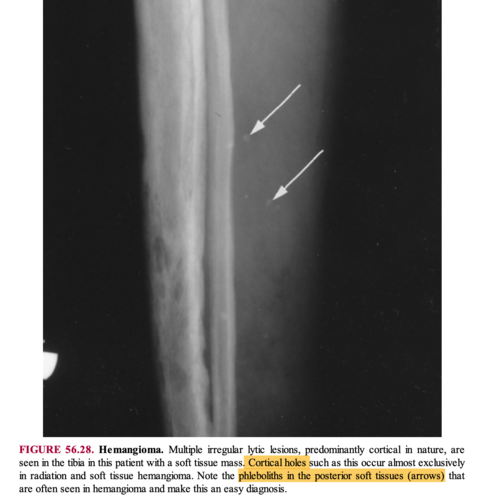 FIGURE 56.28. Hemangioma. Multiple irregular lytic lesions, predominantly cortical in nature, are
seen in the tibia in this patient with a soft tissue mass. Cortical holes such as this occur almost exclusively
in radiation and soft tissue hemangioma. Note the phleboliths in the posterior soft tissues (arrows) that
are often seen in hemangioma and make this an easy diagnosis.